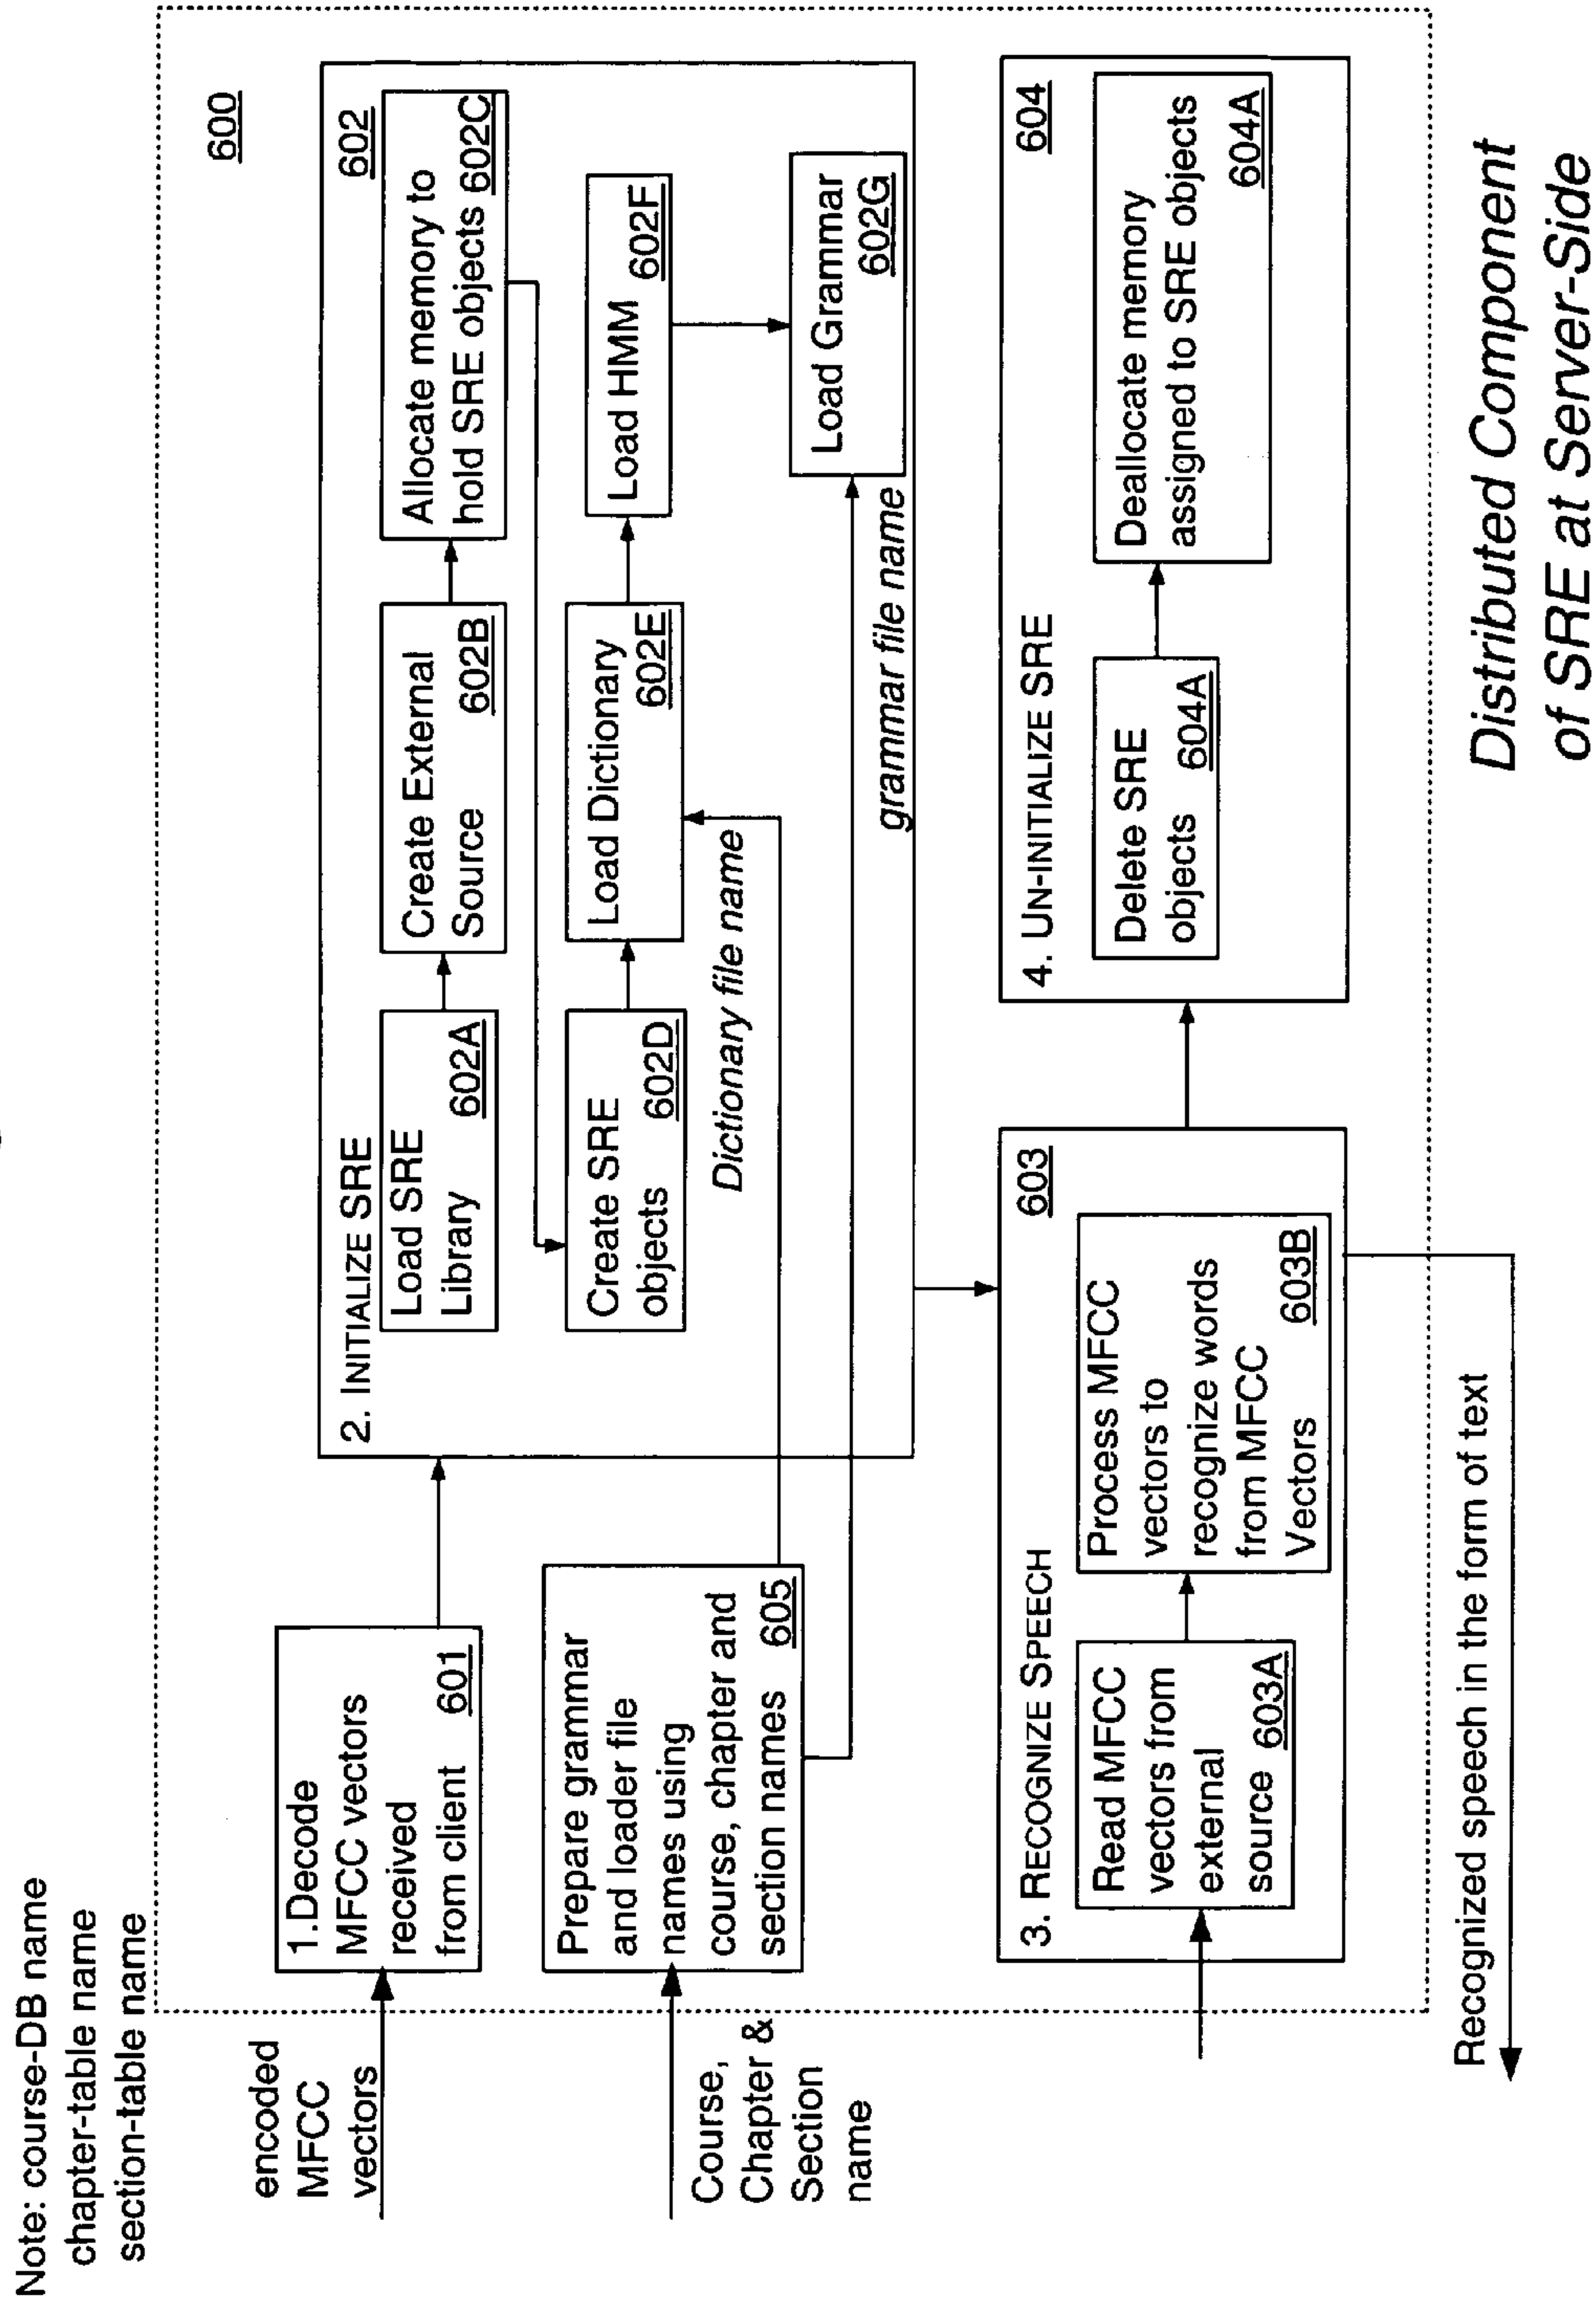 Note: course-DB name
chapter-table name
section-table name
600
encoded
MFCC
vectors
1.Decode
MFCC vectors
received
from client 601
2. INITIALIZE SRE
602
Load SRE
Library 602A
Create External
Source 602B
Allocate memory to
hold SRE objects 602C
Create SRE
objects 602D
Load Dictionary
602E
Load HMM 602F
Dictionary file name
Load Grammar
602G
grammar file name
Course,
Chapter &
Section
name
Prepare grammar
and loader file
names using
course, chapter and
section names 605
3. RECOGNIZE SPEECH
603
Read MFCC
vectors from
external
source 603A
Process MFCC
vectors to
recognize words
from MFCC
Vectors 603B
4. UN-INITIALIZE SRE
604
Delete SRE
objects 604A
Deallocate memory
assigned to SRE objects
604A
Recognized speech in the form of text
Distributed Component
of SRE at Server-Side